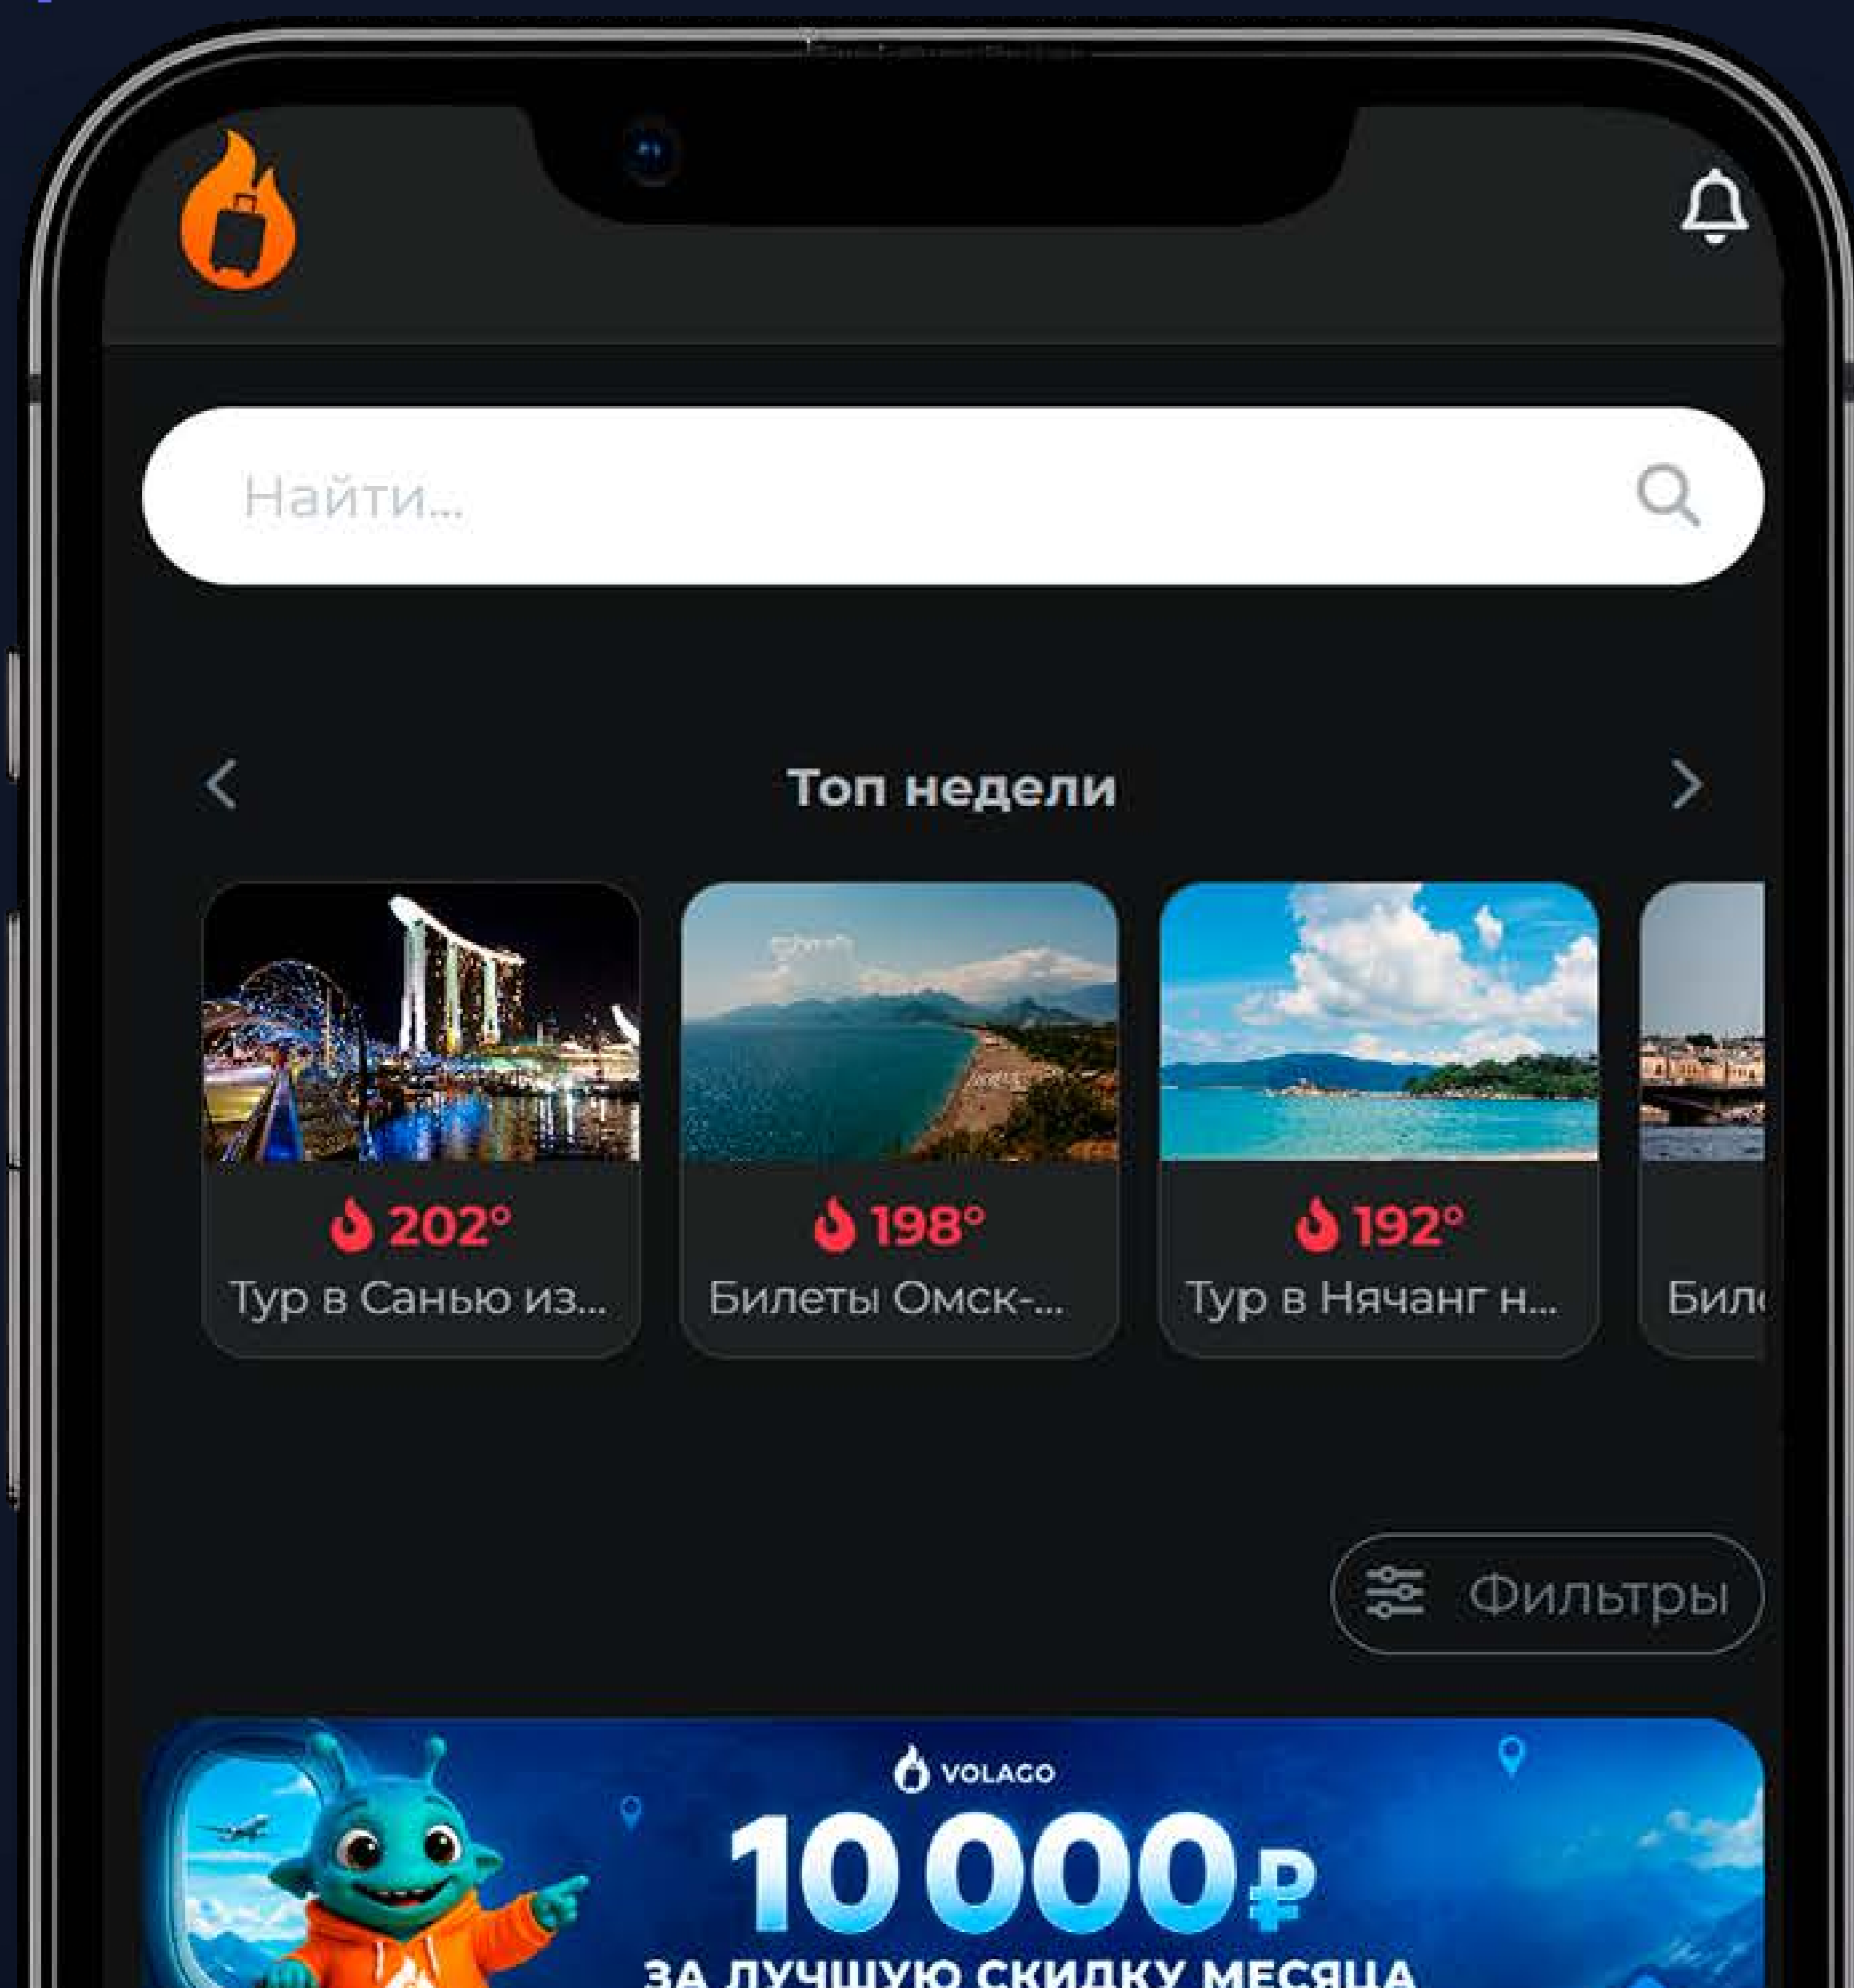 Найти...
Топ недели
202°
Тур в Санью из...
198°
Билеты Омск-...
192°
Тур в Нячанг н...
Фильтры
VOLAGO
10 000₽
ЗА ЛУЧШУЮ СКИДКУ МЕСЯЦА